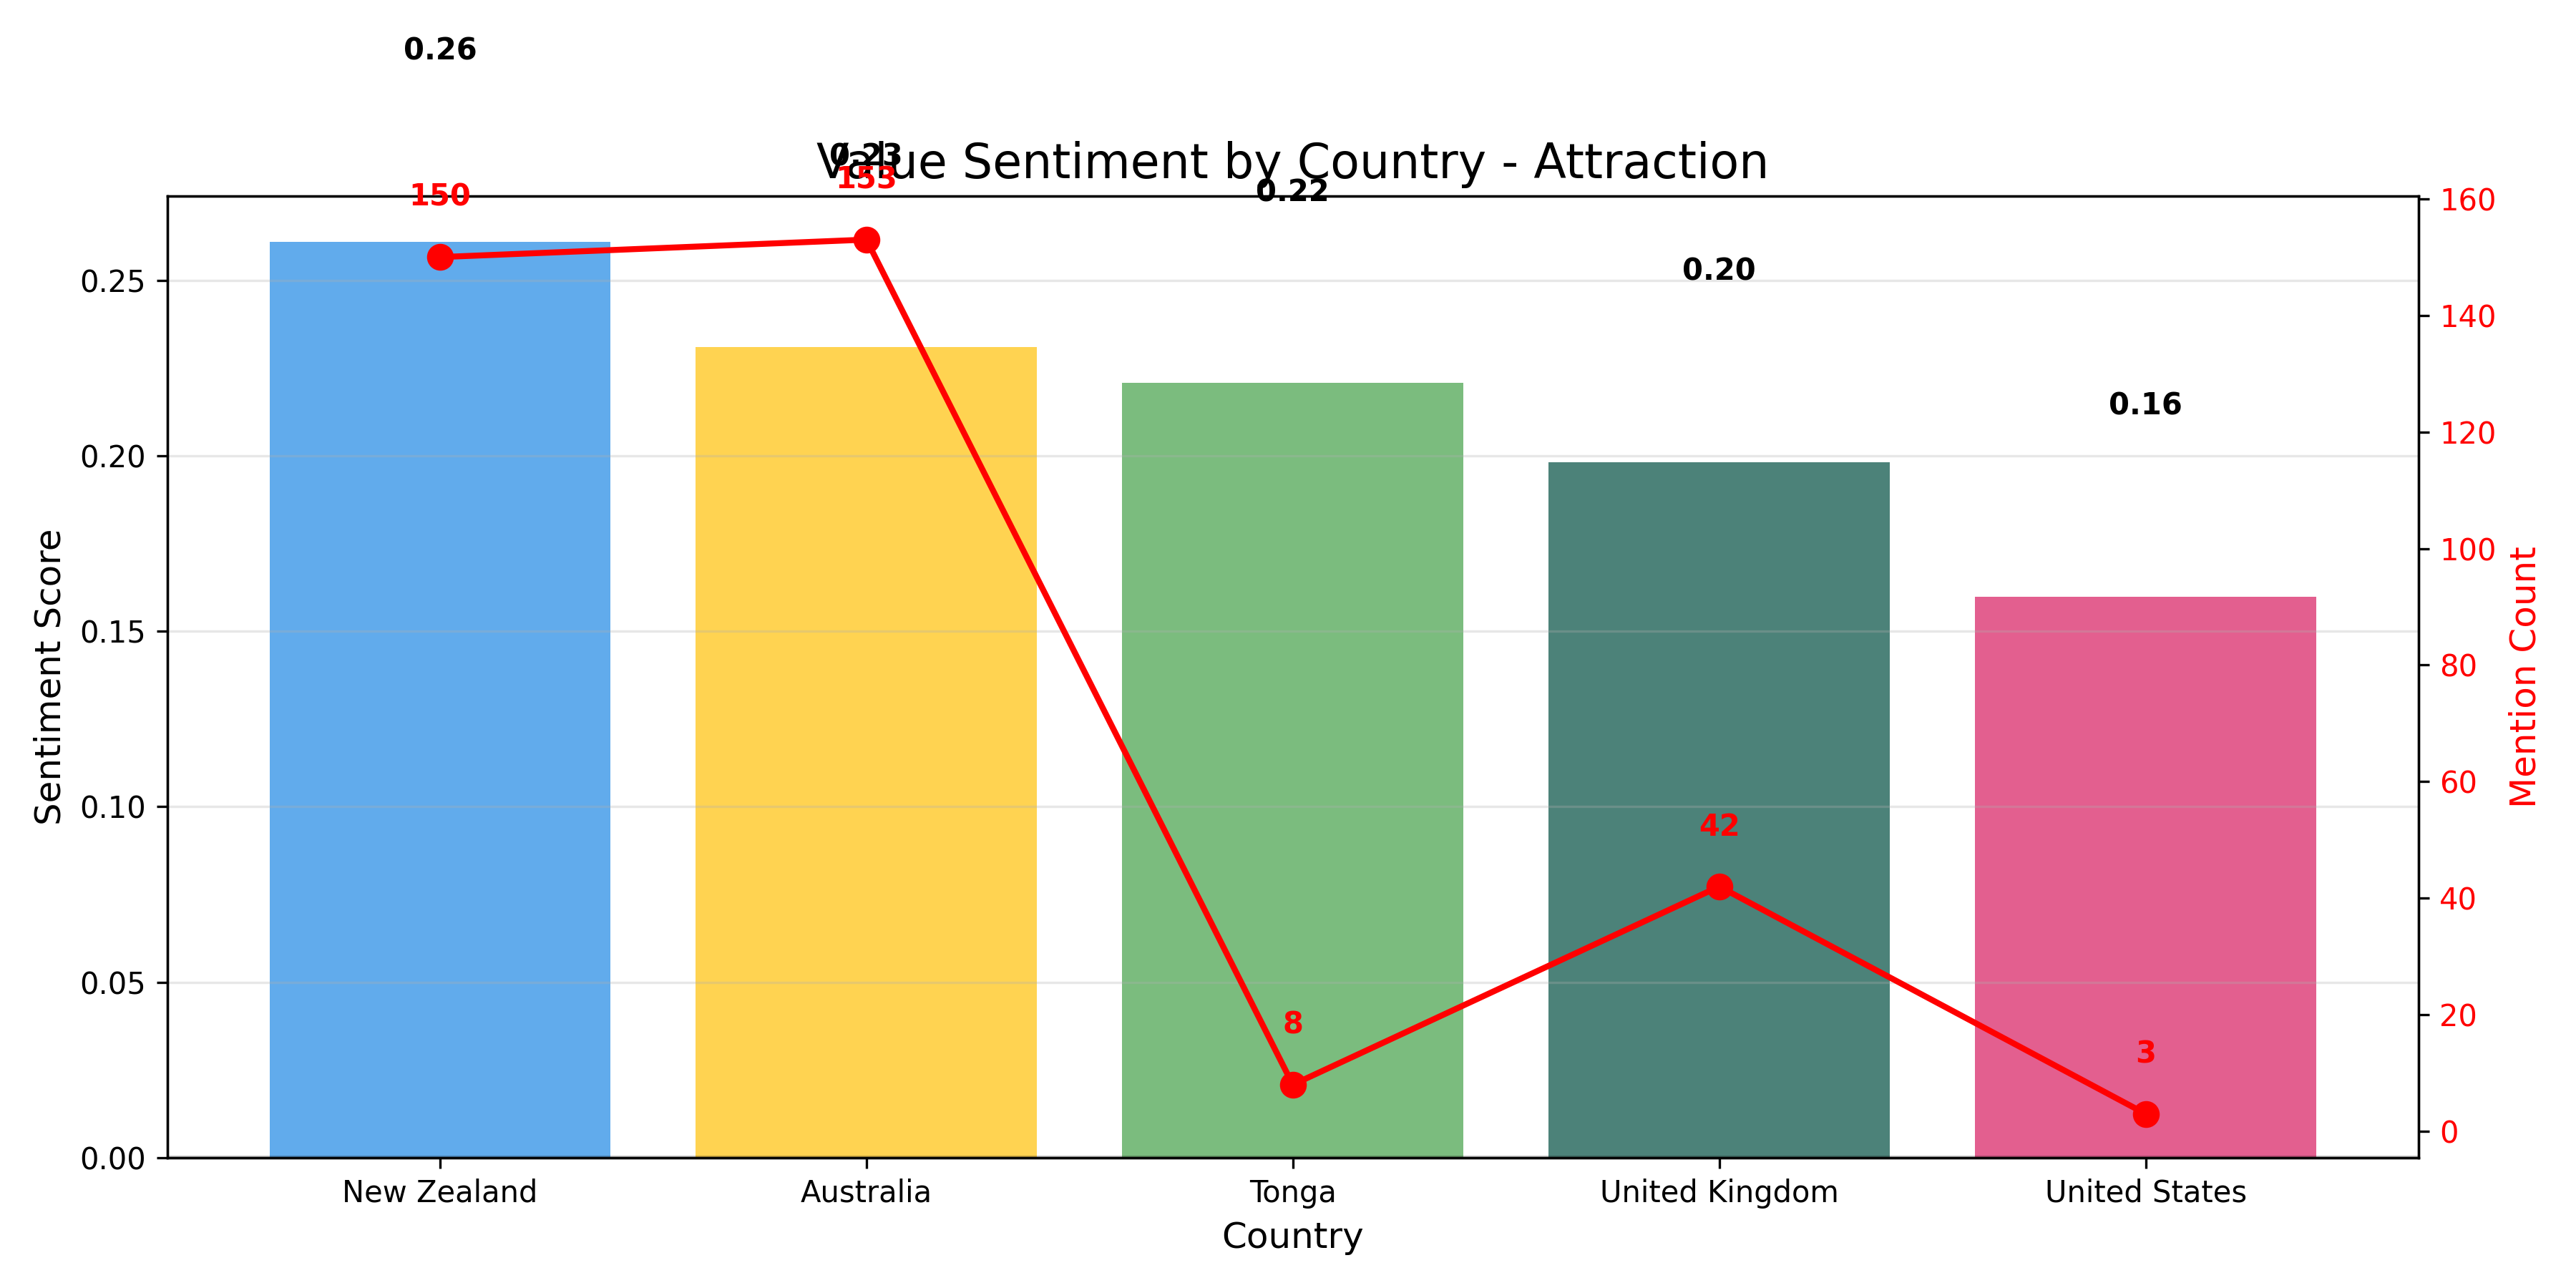 0.26
Value Sentiment by Country - Attraction
0.23
153
150
0.22
0.20
0.16
0.25
0.20
0.15
0.10
0.05
0.00
Sentiment Score
160
140
120
100
80
60
40
20
0
Mention Count
42
8
3
New Zealand
Australia
Tonga
United Kingdom
United States
Country